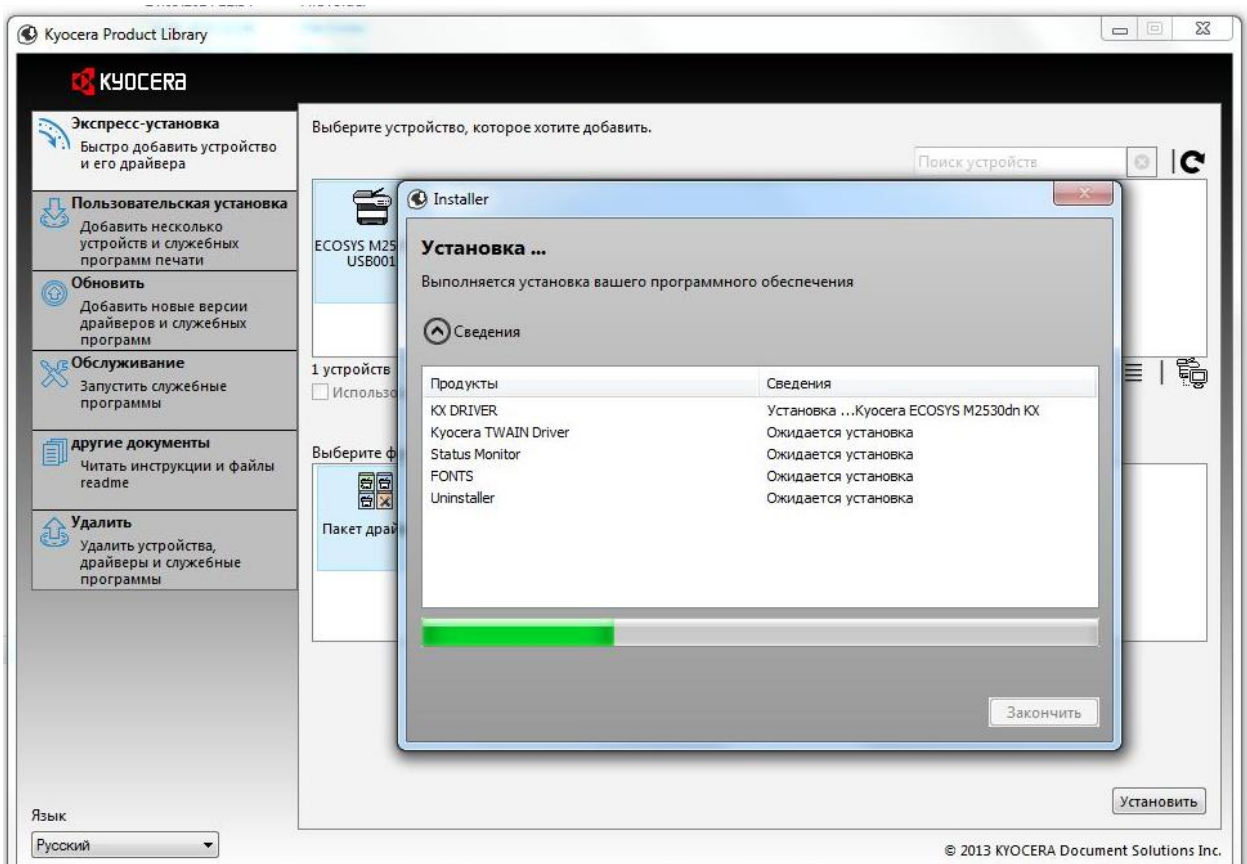 Kyocera Product Library
KYOCERA
Экспресс-установка
Быстро добавить устройство
и его драйвера
Пользовательская установка
Добавить несколько
устройств и служебных
программ печати
Обновить
Добавить новые версии
драйверов и служебных
программ
Обслуживание
Запустить служебные
программы
другие документы
Читать инструкции и файлы
readme
Удалить
Удалить устройства,
драйверы и служебные
программы
Язык
Русский
Выберите устройство, которое хотите добавить.
Поиск устройств
ECOSYS M25
USB001
1 устройств
Использо
Выберите ф
Пакет драй
Installer
Установка ...
Выполняется установка вашего программного обеспечения
Сведения
Продукты Сведения
KX DRIVER Установка ...Kyocera ECOSYS M2530dn KX
Kyocera TWAIN Driver Ожидается установка
Status Monitor Ожидается установка
FONTS Ожидается установка
Uninstaller Ожидается установка
Закончить
Установить
© 2013 KYOCERA Document Solutions Inc.